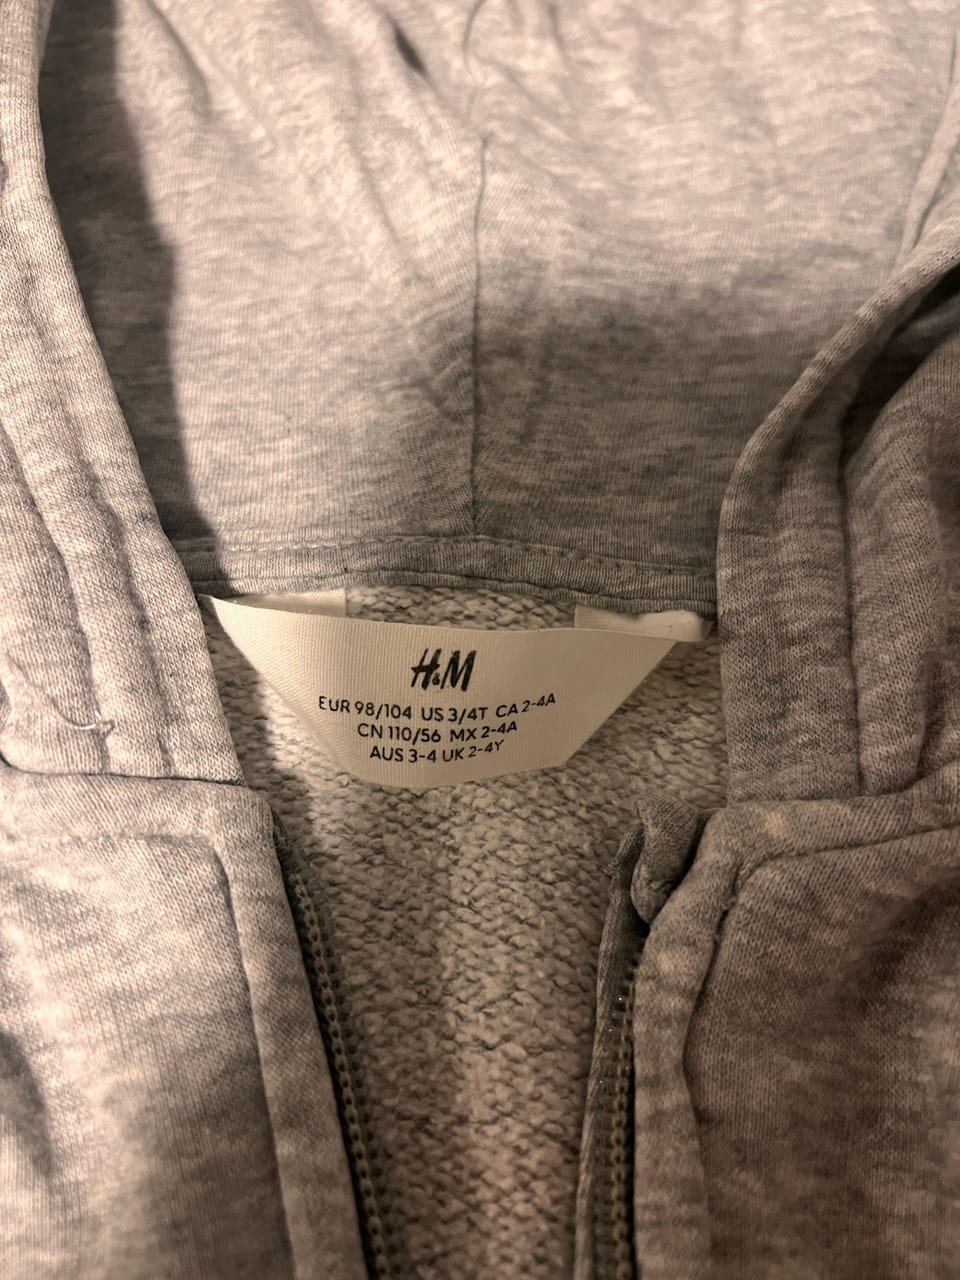 H&M
EUR 98/104 US 3/4T CA 2-4A
CN 110/56 MX 2-4A
AUS 3-4 UK 2-4Y